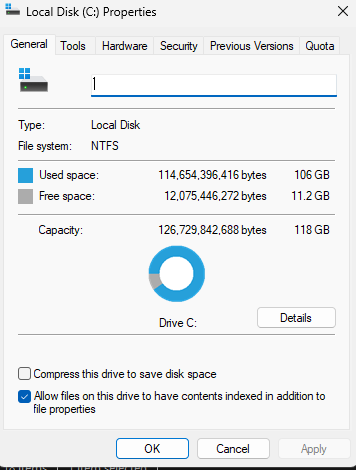 Local Disk (C:) Properties
General Tools Hardware Security Previous Versions Quota
Type: Local Disk
File system: NTFS
Used space: 114,654,396,416 bytes 106 GB
Free space: 12,075,446,272 bytes 11.2 GB
Capacity: 126,729,842,688 bytes 118 GB
Drive C:
Details
Compress this drive to save disk space
Allow files on this drive to have contents indexed in addition to
file properties
OK Cancel Apply